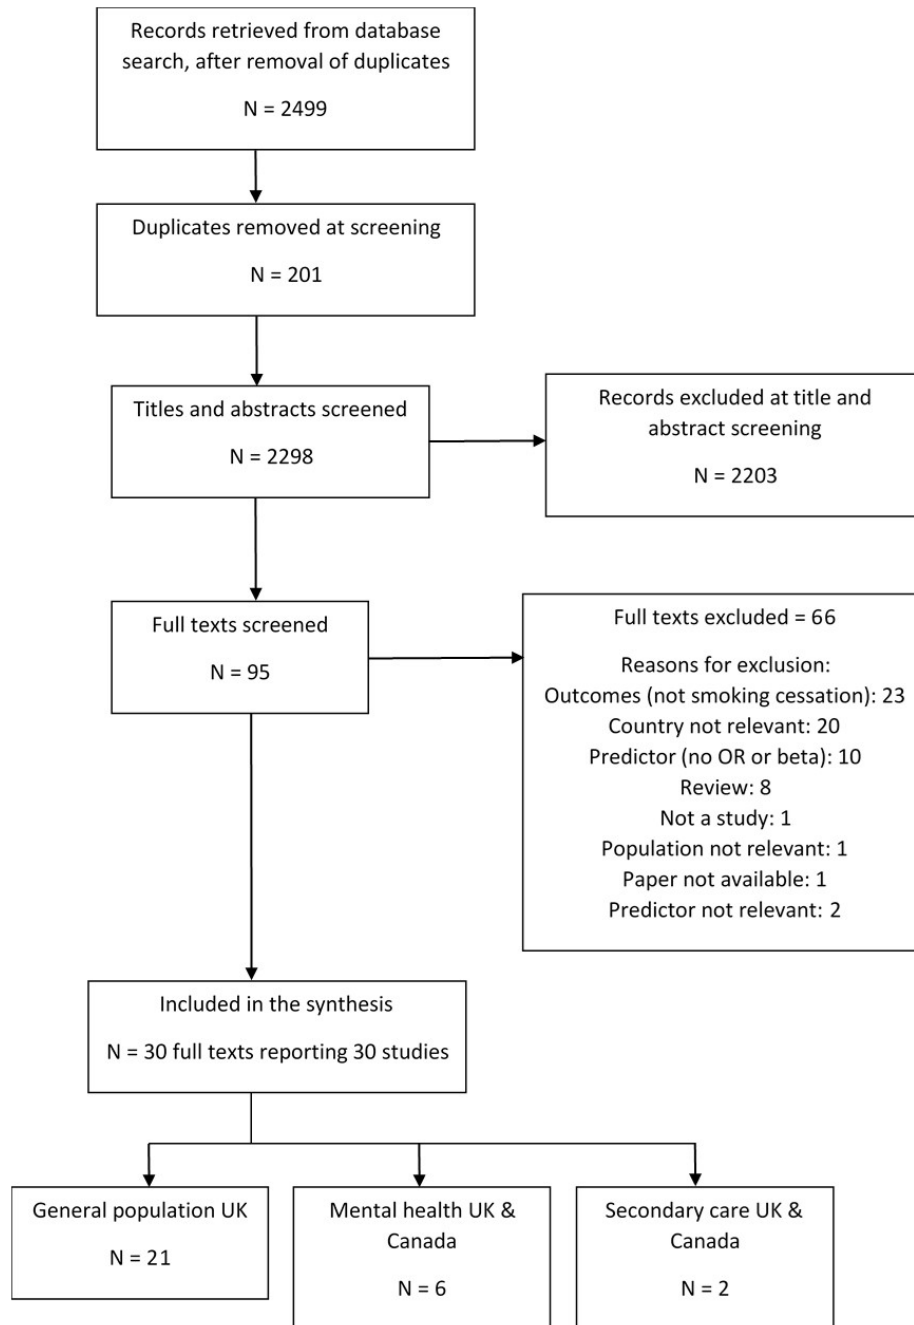 Records retrieved from database
search, after removal of duplicates
N = 2499
Duplicates removed at screening
N = 201
Titles and abstracts screened
N = 2298
Records excluded at title and
abstract screening
N = 2203
Full texts screened
N = 95
Full texts excluded = 66
Reasons for exclusion:
Outcomes (not smoking cessation): 23
Country not relevant: 20
Predictor (no OR or beta): 10
Review: 8
Not a study: 1
Population not relevant: 1
Paper not available: 1
Predictor not relevant: 2
Included in the synthesis
N = 30 full texts reporting 30 studies
General population UK
N = 21
Mental health UK &
Canada
N = 6
Secondary care UK &
Canada
N = 2